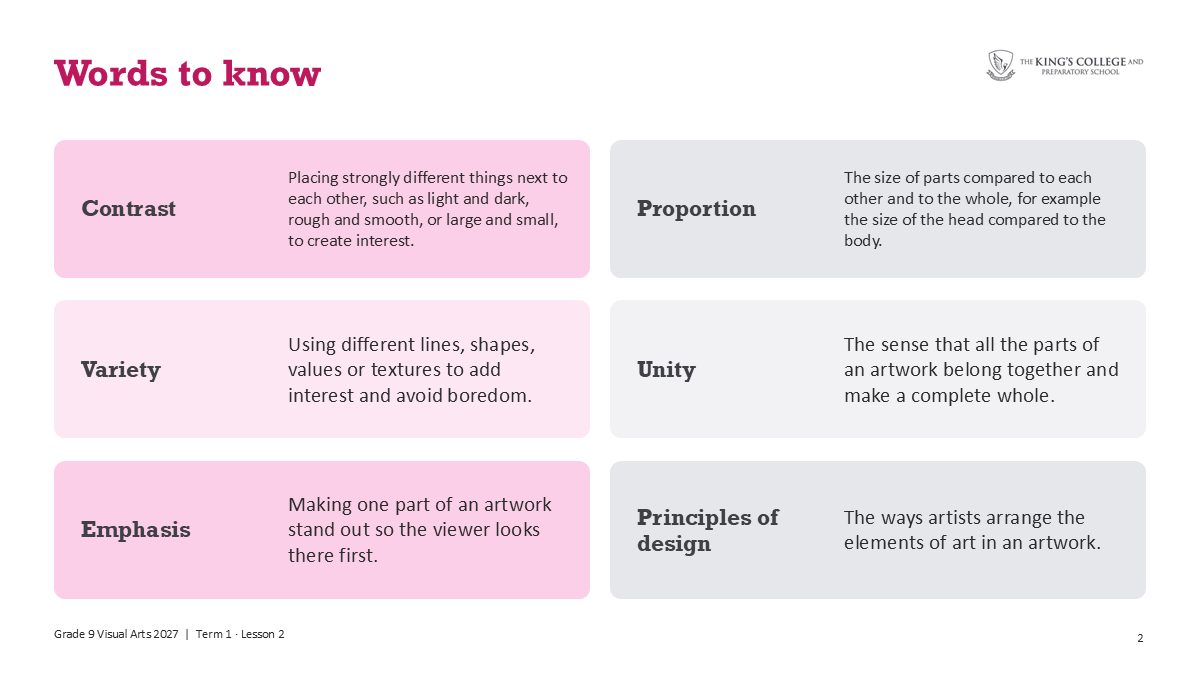 Words to know
THE KING'S COLLEGE AND
PREPARATORY SCHOOL
Contrast
Placing strongly different things next to
each other, such as light and dark,
rough and smooth, or large and small,
to create interest.
Proportion
The size of parts compared to each
other and to the whole, for example
the size of the head compared to the
body.
Variety
Using different lines, shapes,
values or textures to add
interest and avoid boredom.
Unity
The sense that all the parts of
an artwork belong together and
make a complete whole.
Emphasis
Making one part of an artwork
stand out so the viewer looks
there first.
Principles of
design
The ways artists arrange the
elements of art in an artwork.
Grade 9 Visual Arts 2027 | Term 1 · Lesson 2
2